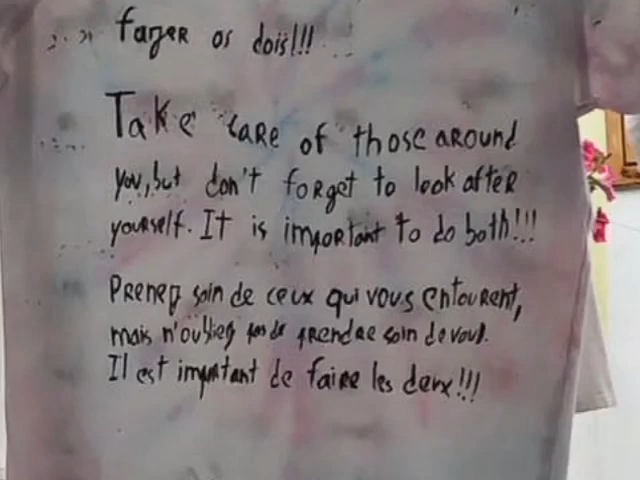 fazer os dois!!!
Take care of those around
you, but don't forget to look after
yourself. It is important to do both!!!
Prenez soin de ceux qui vous entourent,
mais n'oubliez pas de prendre soin de vous.
Il est important de faire les deux!!!